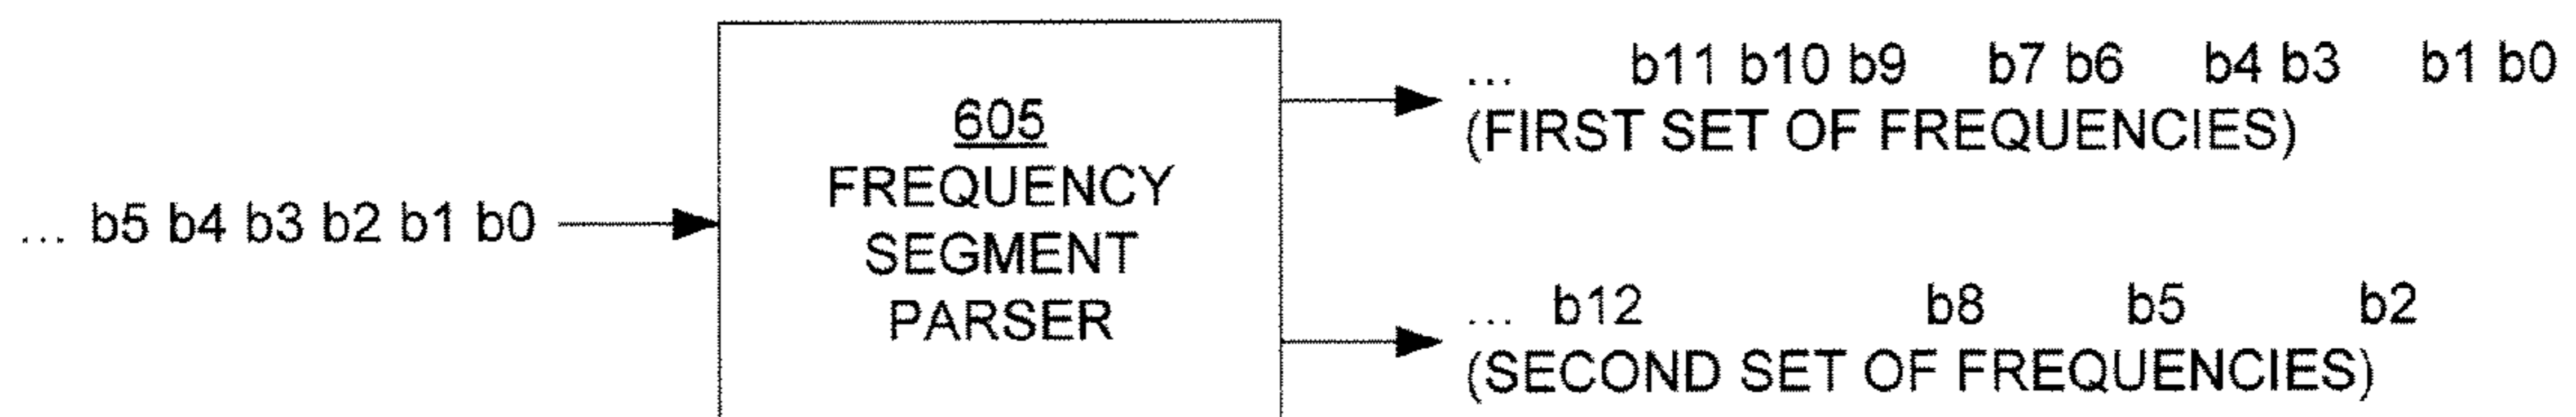 ... b5 b4 b3 b2 b1 b0
605
FREQUENCY
SEGMENT
PARSER
... b11 b10 b9 b7 b6 b4 b3 b1 b0
(FIRST SET OF FREQUENCIES)
... b12 b8 b5 b2
(SECOND SET OF FREQUENCIES)